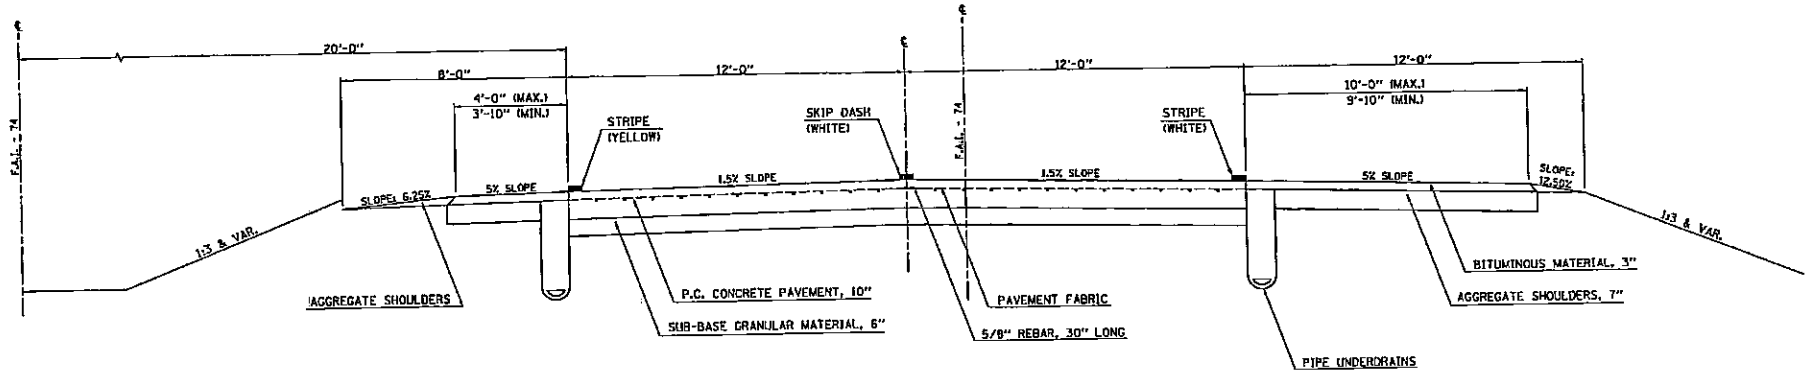 ℄
℄
℄
20'-0"
8'-0"
12'-0"
12'-0"
12'-0"
4'-0" (MAX.)
3'-10" (MIN.)
10'-0" (MAX.)
9'-10" (MIN.)
F.A.I. - 74
F.A.I. - 74
STRIPE
(YELLOW)
SKIP DASH
(WHITE)
STRIPE
(WHITE)
SLOPE: 6.25%
5% SLOPE
1.5% SLOPE
1.5% SLOPE
5% SLOPE
SLOPE:
12.50%
1:3 & VAR.
1:3 & VAR.
AGGREGATE SHOULDERS
P.C. CONCRETE PAVEMENT, 10"
SUB-BASE GRANULAR MATERIAL, 6"
PAVEMENT FABRIC
5/8" REBAR, 30" LONG
BITUMINOUS MATERIAL, 3"
AGGREGATE SHOULDERS, 7"
PIPE UNDERDRAINS